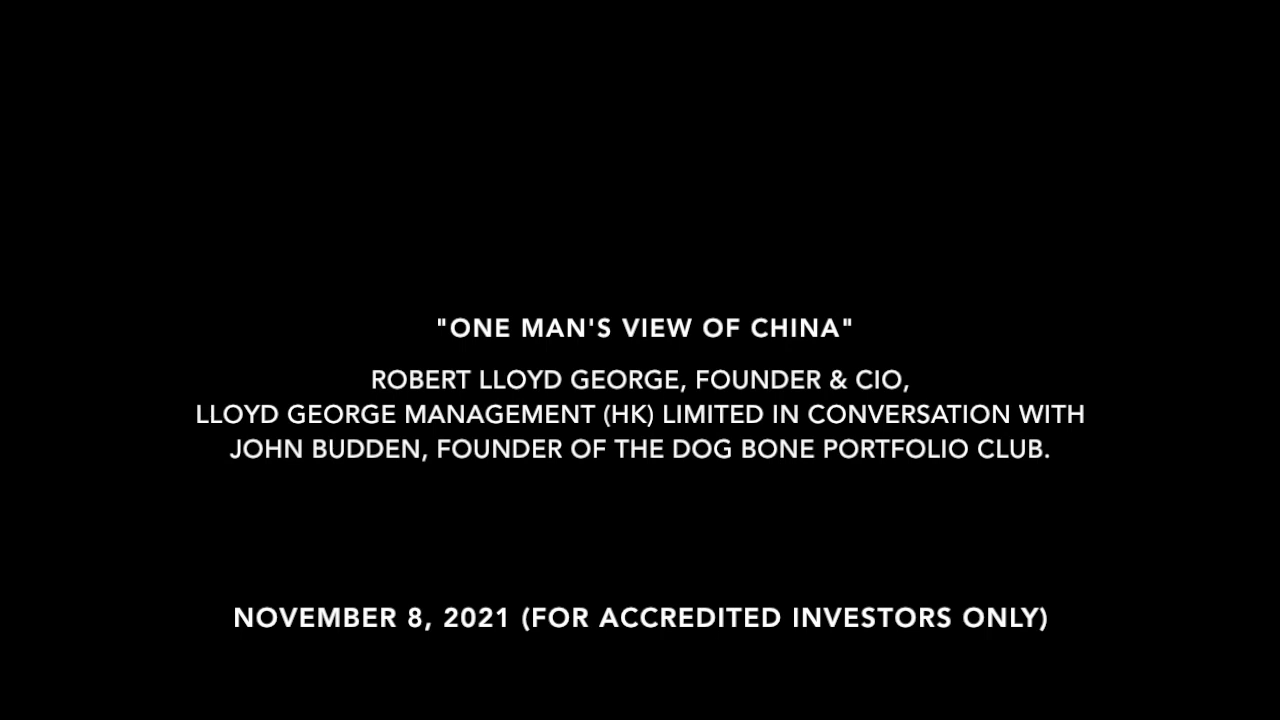 "ONE MAN'S VIEW OF CHINA"
ROBERT LLOYD GEORGE, FOUNDER & CIO,
LLOYD GEORGE MANAGEMENT (HK) LIMITED IN CONVERSATION WITH
JOHN BUDDEN, FOUNDER OF THE DOG BONE PORTFOLIO CLUB.
NOVEMBER 8, 2021 (FOR ACCREDITED INVESTORS ONLY)